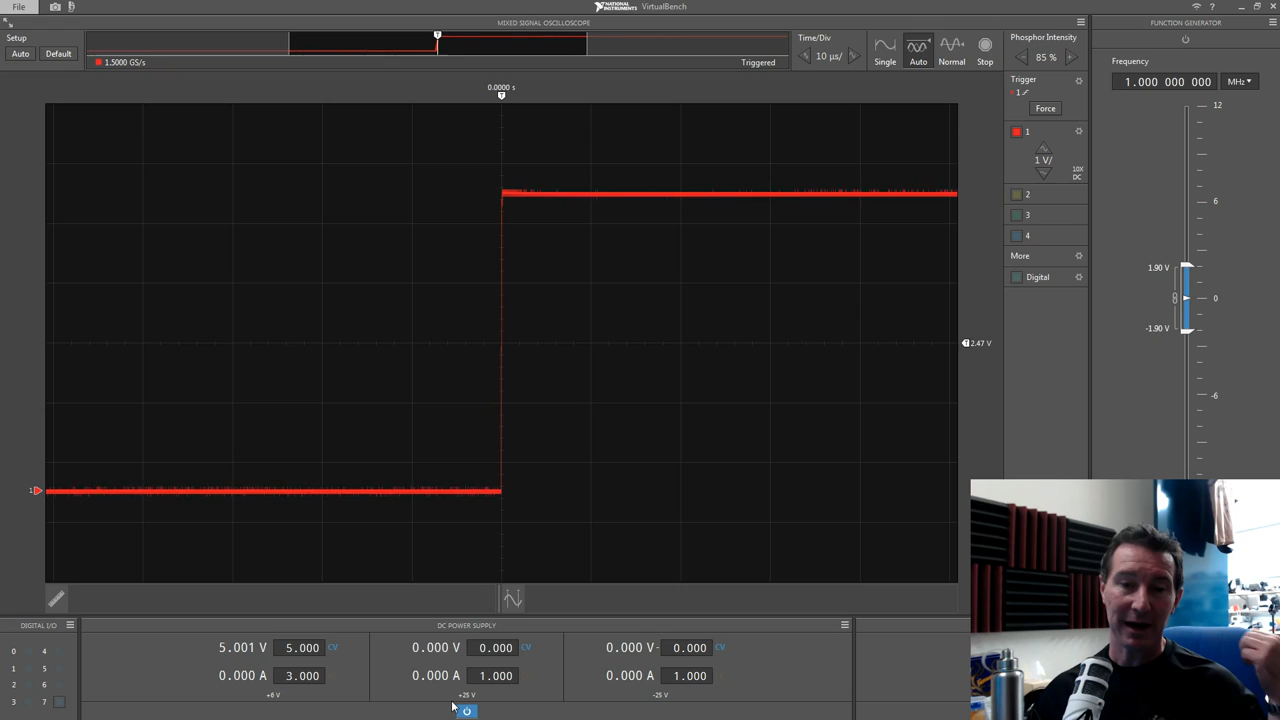 File
NATIONAL INSTRUMENTS VirtualBench
MIXED SIGNAL OSCILLOSCOPE
FUNCTION GENERATOR
Setup
Auto Default
1.5000 GS/s
Triggered
Time/Div
10 µs/
Single Auto Normal Stop
Phosphor Intensity
85 %
Frequency
1.000 000 000 MHz
Trigger
1
Force
0.0000 s
T
1
1 V/
10X
DC
2
3
4
More
Digital
12
6
1.90 V
0
-1.90 V
-6
T 2.47 V
1
DIGITAL I/O
0 4
1 5
2 6
3 7
DC POWER SUPPLY
5.001 V 5.000 CV
0.000 A 3.000
+6 V
0.000 V 0.000 CV
0.000 A 1.000
+25 V
0.000 V- 0.000 CV
0.000 A 1.000
-25 V